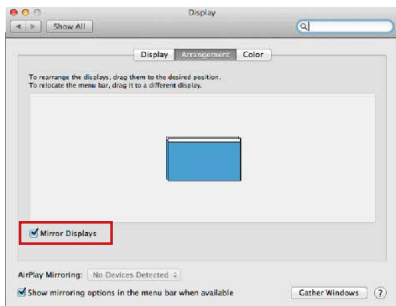 Display
Show All
Display Arrangement Color
To rearrange the displays, drag them to the desired position.
To relocate the menu bar, drag it to a different display.
Mirror Displays
AirPlay Mirroring: No Devices Detected
Show mirroring options in the menu bar when available
Gather Windows ?